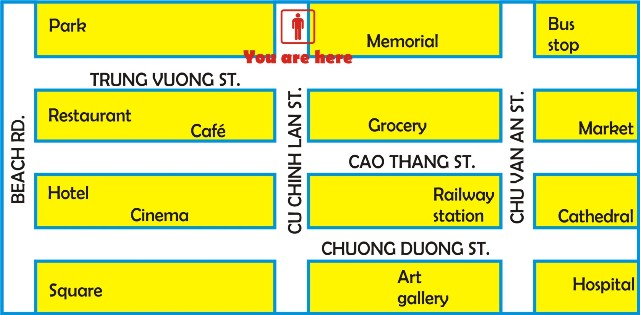 Park
Memorial
Bus
stop
You are here
TRUNG VUONG ST.
BEACH RD.
Restaurant
Café
CU CHINH LAN ST.
Grocery
CHU VAN AN ST.
Market
CAO THANG ST.
Hotel
Cinema
Railway
station
Cathedral
CHUONG DUONG ST.
Square
Art
gallery
Hospital